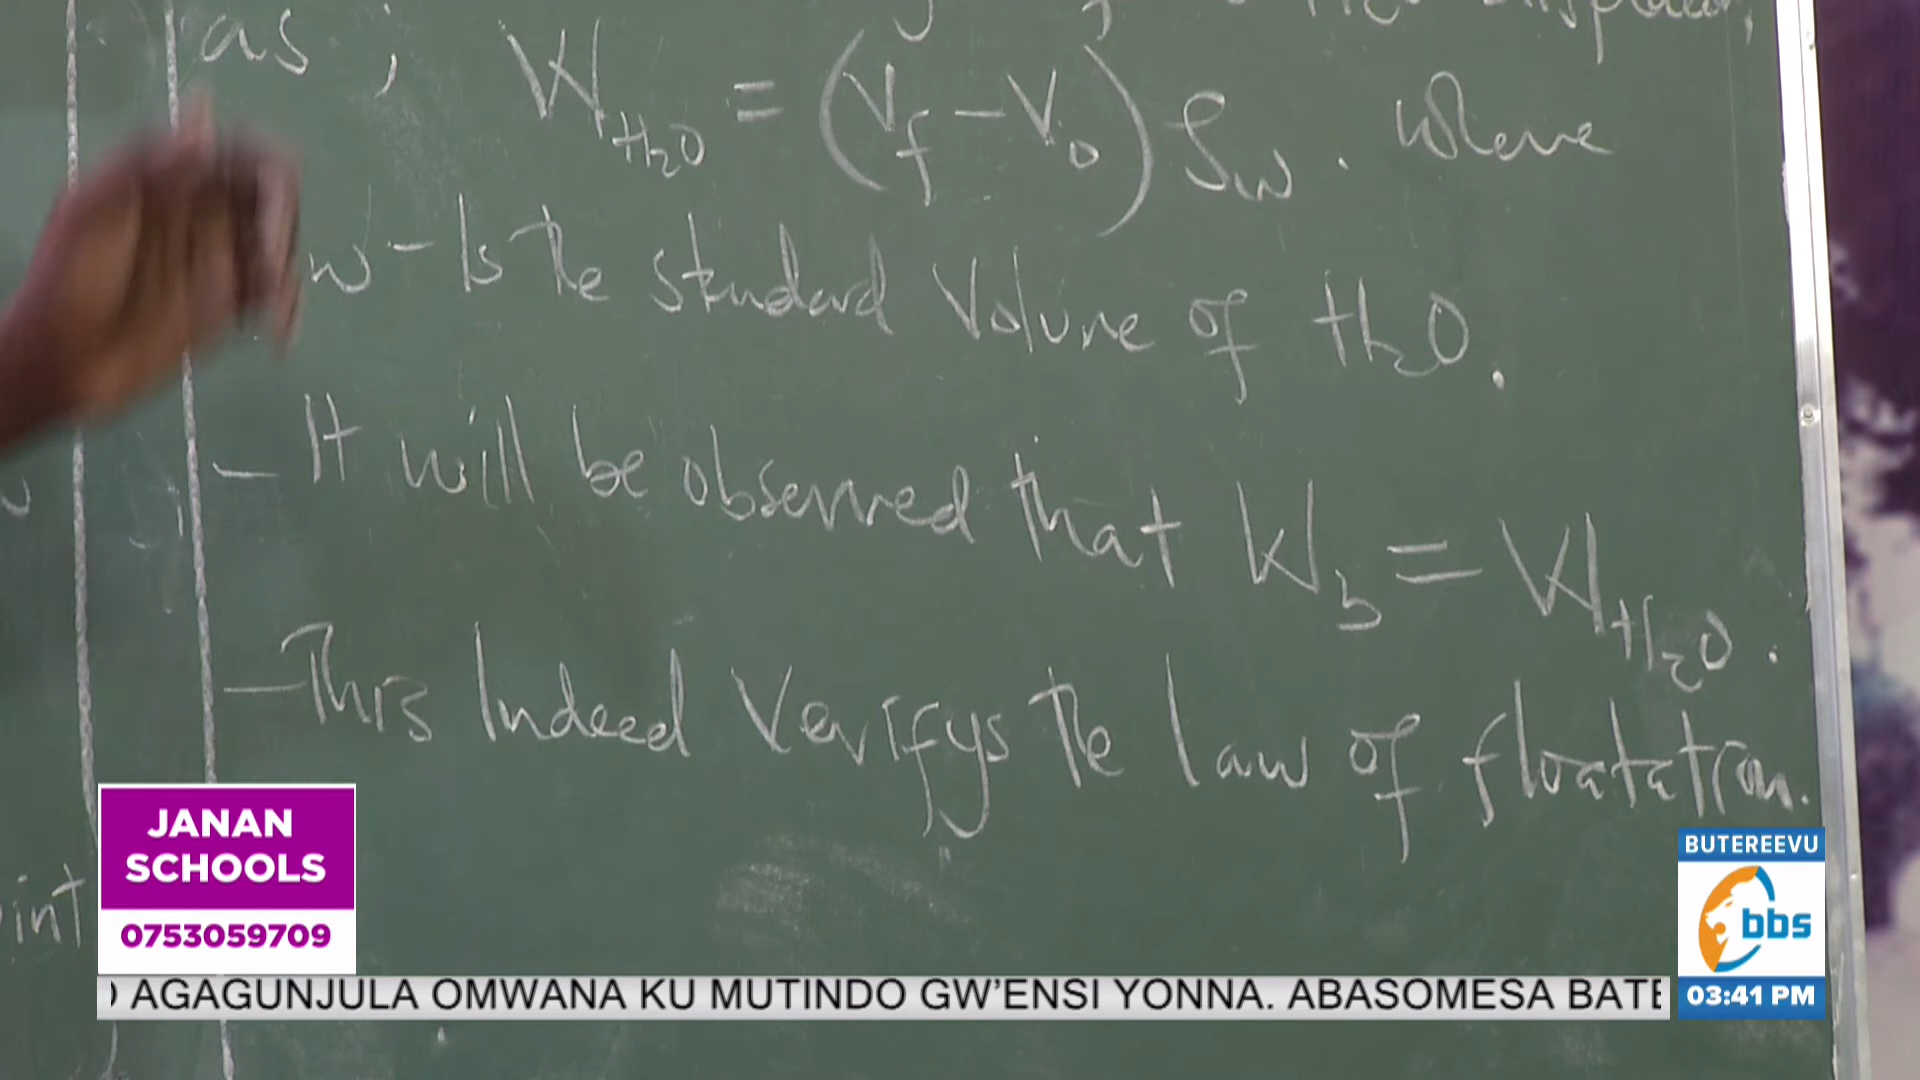 as; W_H₂O = (V_f - V_0) ρ_w. where
w - Is the standard Volume of H₂O.
- It will be observed that W_b = W_H₂O.
- This Indeed Verifys the law of floatation.
int
JANAN
SCHOOLS
0753059709
BUTEREEVU
bbs
03:41 PM
AGAGUNJULA OMWANA KU MUTINDO GW'ENSI YONNA. ABASOMESA BATE